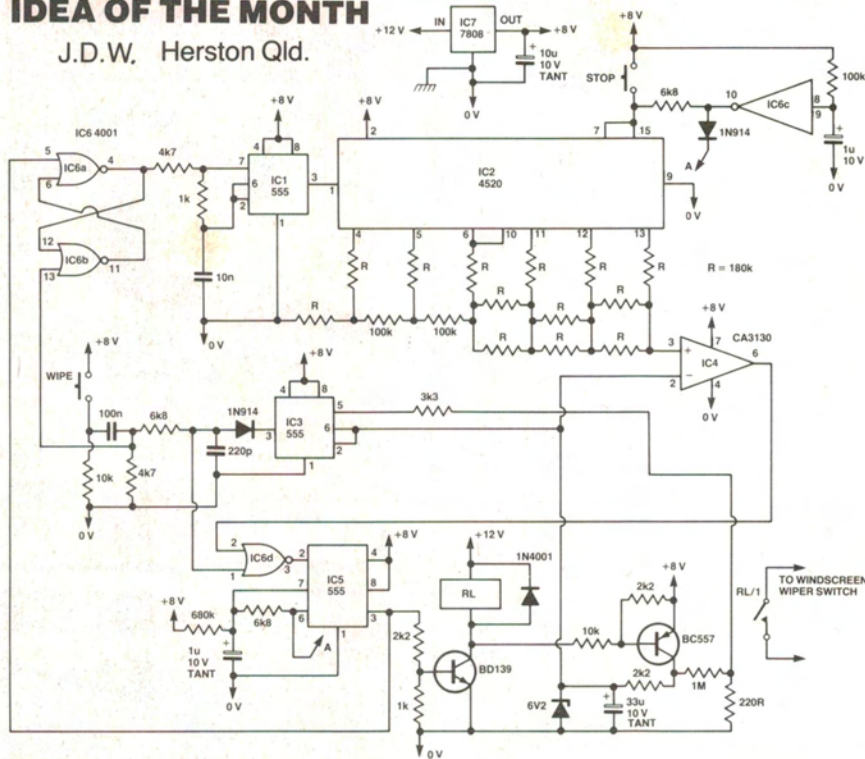 IDEA OF THE MONTH
J.D.W, Herston Qld.
+12 V
IN
IC7
7808
OUT
+8V
10u
10 V
TANT
0 V
+8 V
STOP
100k
6k8
10
IC6c
8
9
1N914
A
1u
10 V
0 V
0 V
IC6 4001
5
IC6a
4
6
12
IC6b
11
13
4k7
1k
10n
0 V
+8 V
4
8
7
6
2
IC1
555
3
1
+8 V
2
7
15
IC2
4520
1
9
4
5
6
10
11
12
13
R
R
R
R
R
R
R = 180k
R
R
R
R
100k
100k
R
R
R
+8 V
CA3130
3
+
7
IC4
6
2
−
4
0 V
+8 V
WIPE
100n
6k8
1N914
220p
10k
4k7
0 V
+8 V
4
8
3
IC3
555
5
6
2
1
3k3
2
IC6d
3
1
+8 V
680k
6k8
1u
10 V
TANT
0 V
2
4
7
IC5
555
8
6
3
1
A
+8 V
2k2
1k
+12 V
RL
1N4001
BD139
10k
+8 V
2k2
BC557
2k2
1M
6V2
33u
10 V
TANT
220R
0 V
RL/1
TO WINDSCREEN
WIPER SWITCH